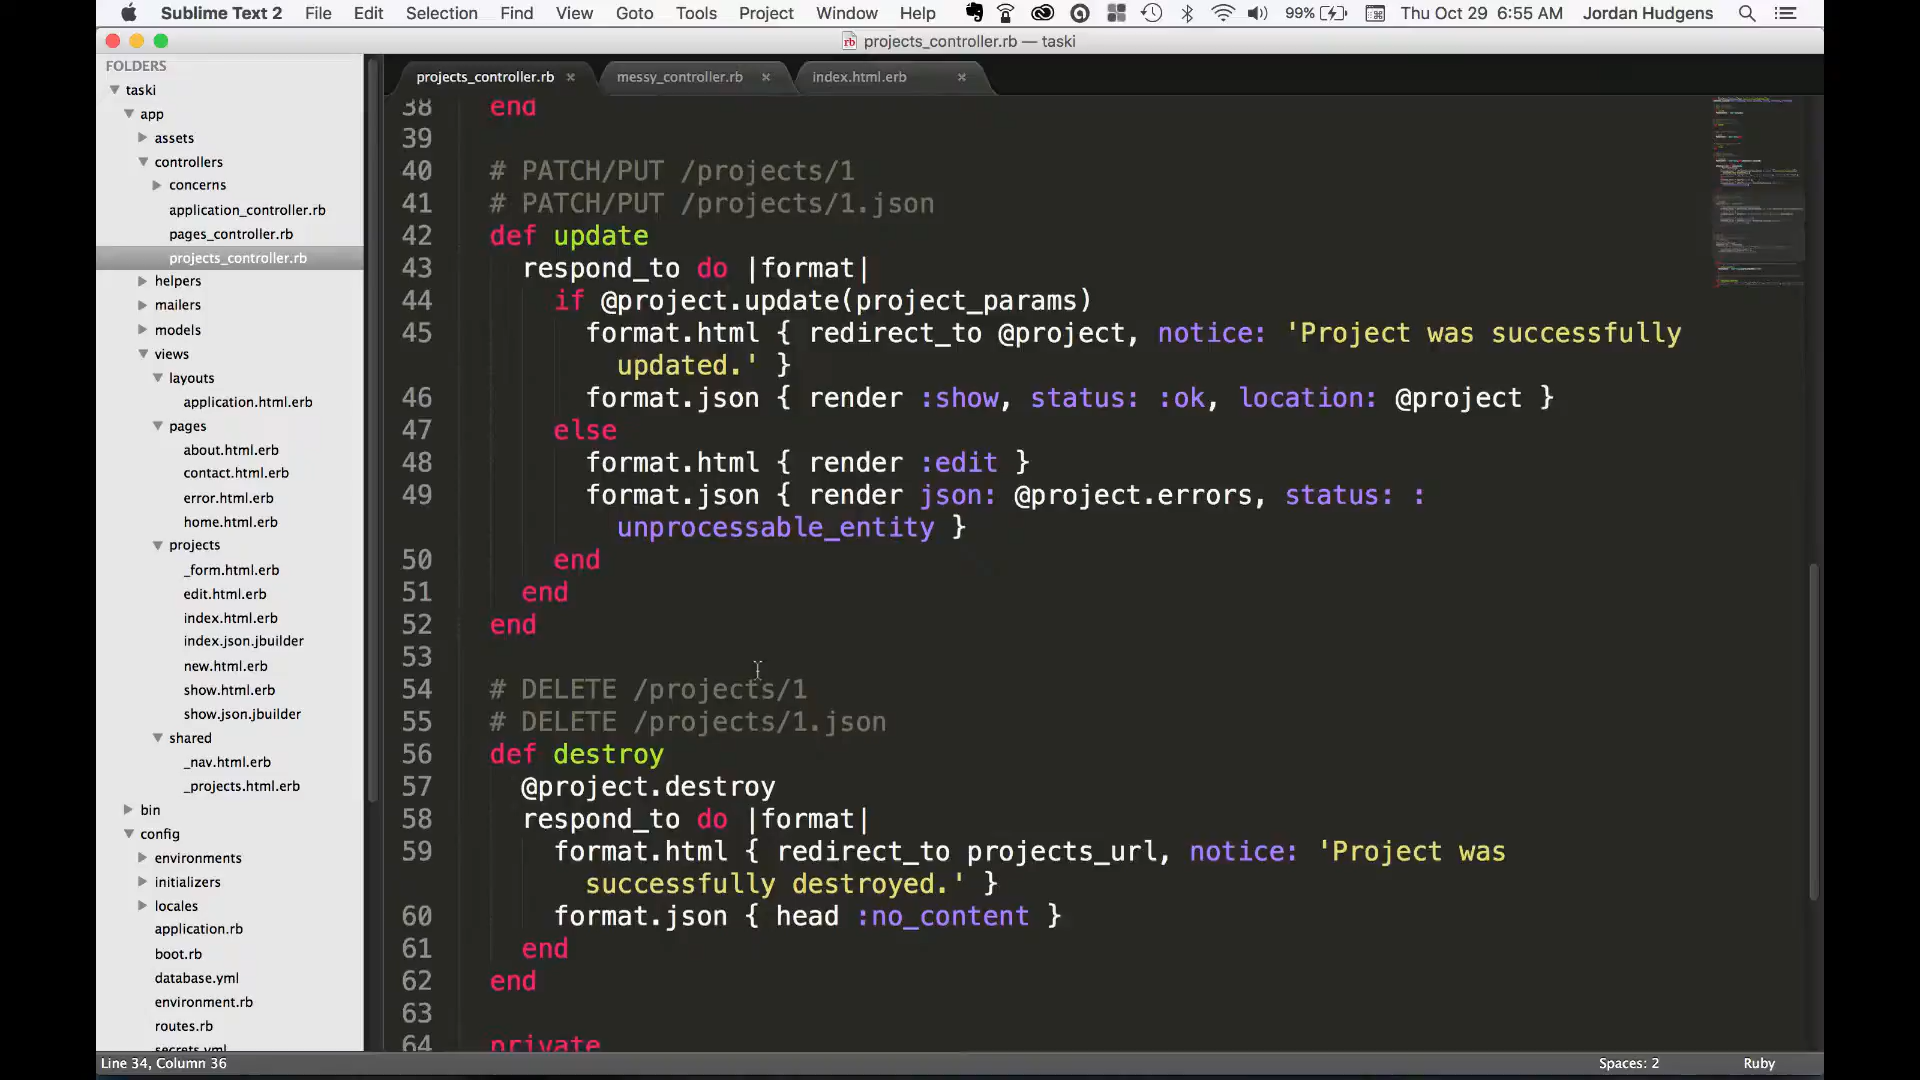 Sublime Text 2 File Edit Selection Find View Goto Tools Project Window Help 99% Thu Oct 29 6:55 AM Jordan Hudgens
rb projects_controller.rb — taski
FOLDERS
taski
app
assets
controllers
concerns
application_controller.rb
pages_controller.rb
projects_controller.rb
helpers
mailers
models
views
layouts
application.html.erb
pages
about.html.erb
contact.html.erb
error.html.erb
home.html.erb
projects
_form.html.erb
edit.html.erb
index.html.erb
index.json.jbuilder
new.html.erb
show.html.erb
show.json.jbuilder
shared
_nav.html.erb
_projects.html.erb
bin
config
environments
initializers
locales
application.rb
boot.rb
database.yml
environment.rb
routes.rb
secrets.yml
projects_controller.rb × messy_controller.rb × index.html.erb ×
38 end
39
40 # PATCH/PUT /projects/1
41 # PATCH/PUT /projects/1.json
42 def update
43 respond_to do |format|
44 if @project.update(project_params)
45 format.html { redirect_to @project, notice: 'Project was successfully
updated.' }
46 format.json { render :show, status: :ok, location: @project }
47 else
48 format.html { render :edit }
49 format.json { render json: @project.errors, status: :
unprocessable_entity }
50 end
51 end
52 end
53
54 # DELETE /projects/1
55 # DELETE /projects/1.json
56 def destroy
57 @project.destroy
58 respond_to do |format|
59 format.html { redirect_to projects_url, notice: 'Project was
successfully destroyed.' }
60 format.json { head :no_content }
61 end
62 end
63
64 private
Line 34, Column 36 Spaces: 2 Ruby